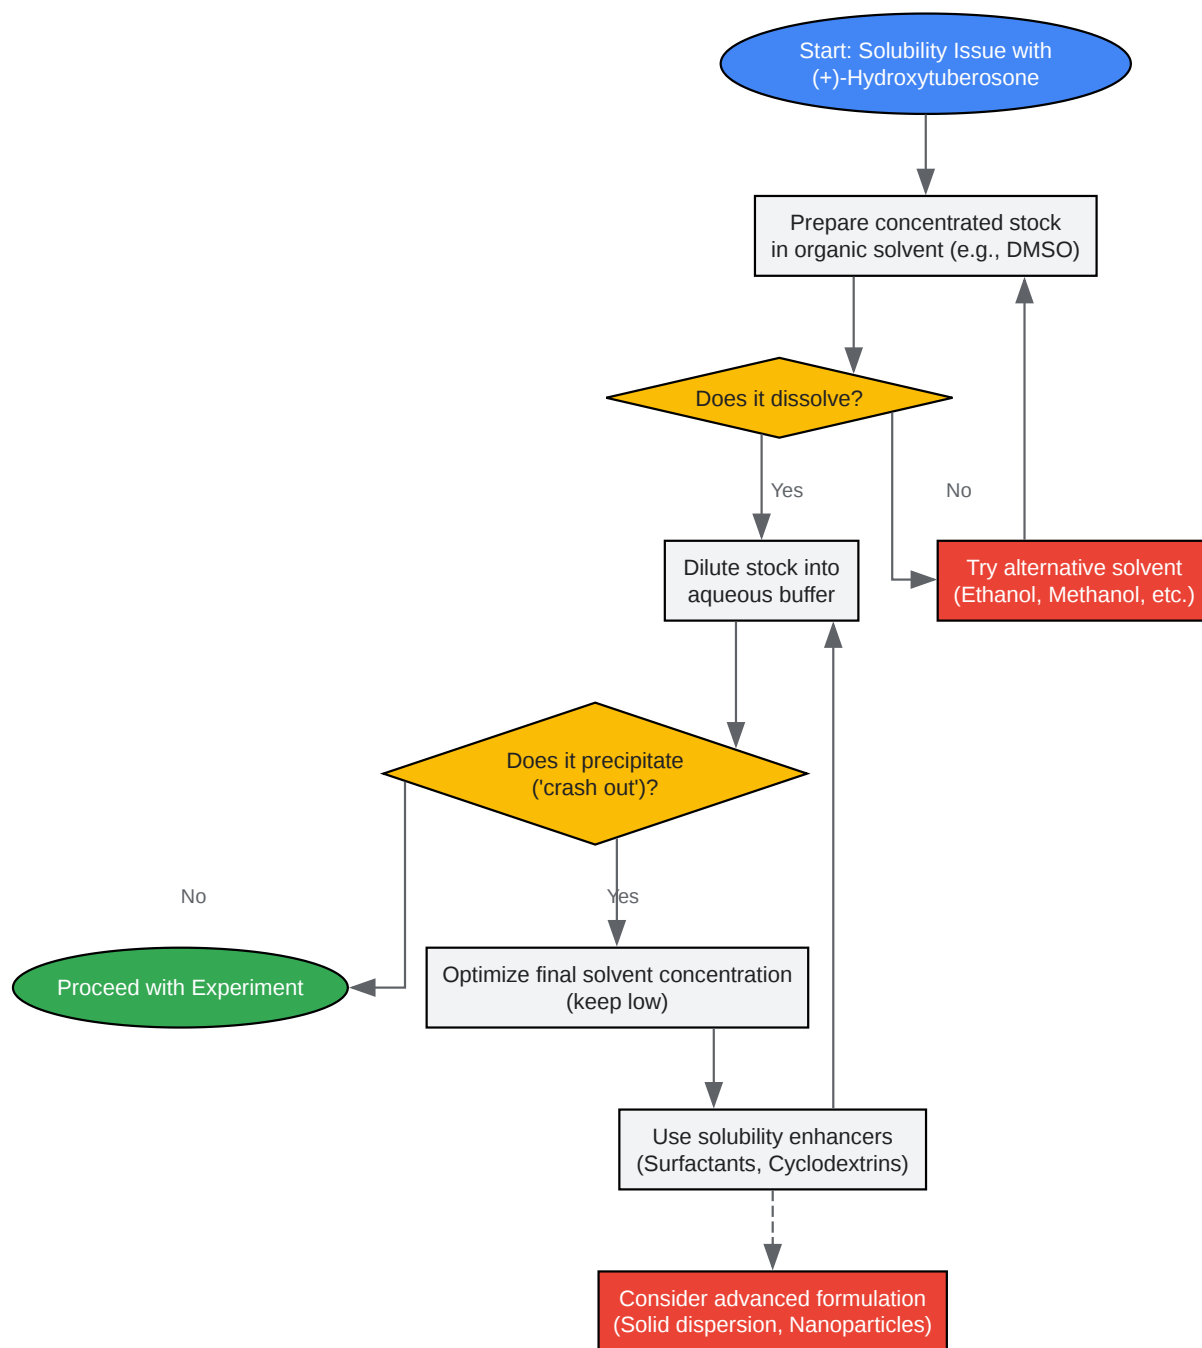 Start: Solubility Issue with
(+)-Hydroxytuberosone
Prepare concentrated stock
in organic solvent (e.g., DMSO)
Does it dissolve?
Yes
No
Dilute stock into
aqueous buffer
Try alternative solvent
(Ethanol, Methanol, etc.)
Does it precipitate
('crash out')?
No
Yes
Proceed with Experiment
Optimize final solvent concentration
(keep low)
Use solubility enhancers
(Surfactants, Cyclodextrins)
Consider advanced formulation
(Solid dispersion, Nanoparticles)